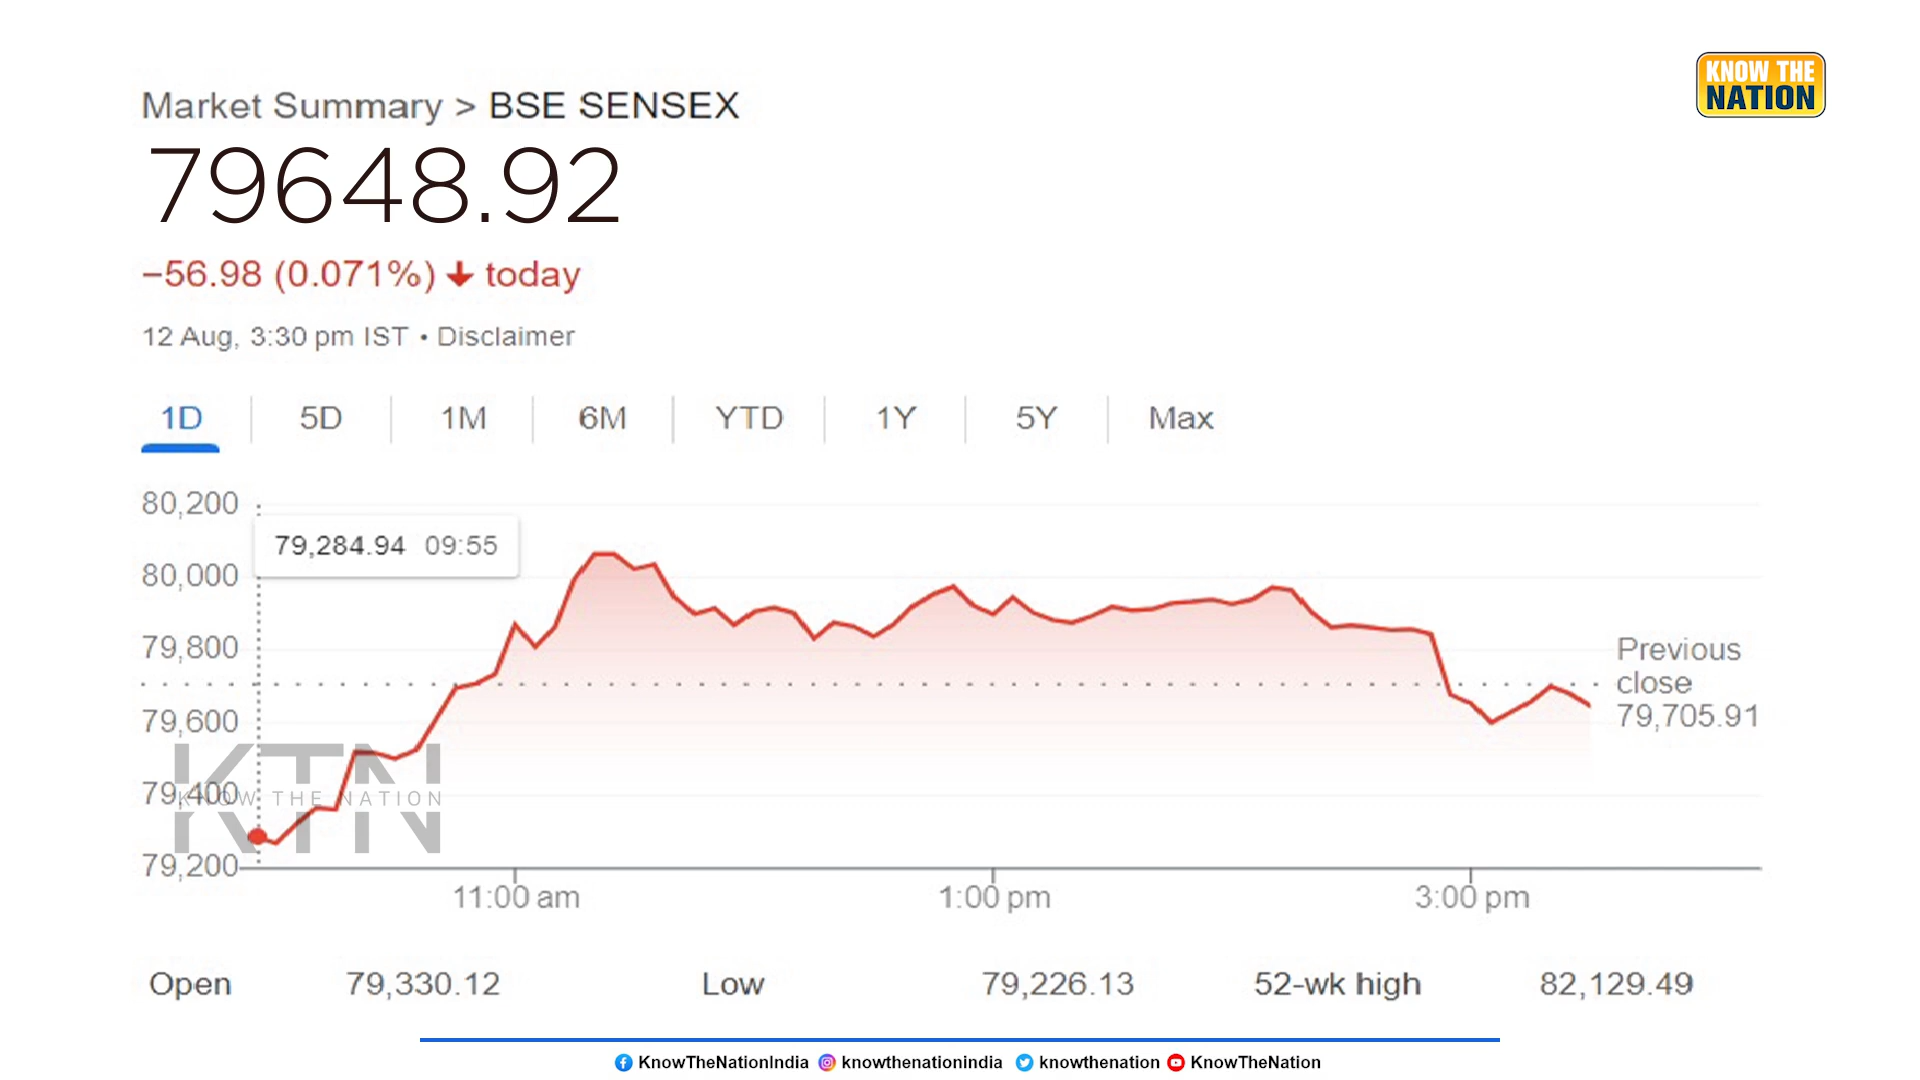 KNOW THE
NATION
Market Summary > BSE SENSEX
79648.92
−56.98 (0.071%) ↓ today
12 Aug, 3:30 pm IST • Disclaimer
1D 5D 1M 6M YTD 1Y 5Y Max
80,200
79,284.94 09:55
80,000
79,800
Previous
close
79,705.91
79,600
KTN
79,400
KNOW THE NATION
79,200
11:00 am 1:00 pm 3:00 pm
Open 79,330.12 Low 79,226.13 52-wk high 82,129.49
KnowTheNationIndia knowthenationindia knowthenation KnowTheNation